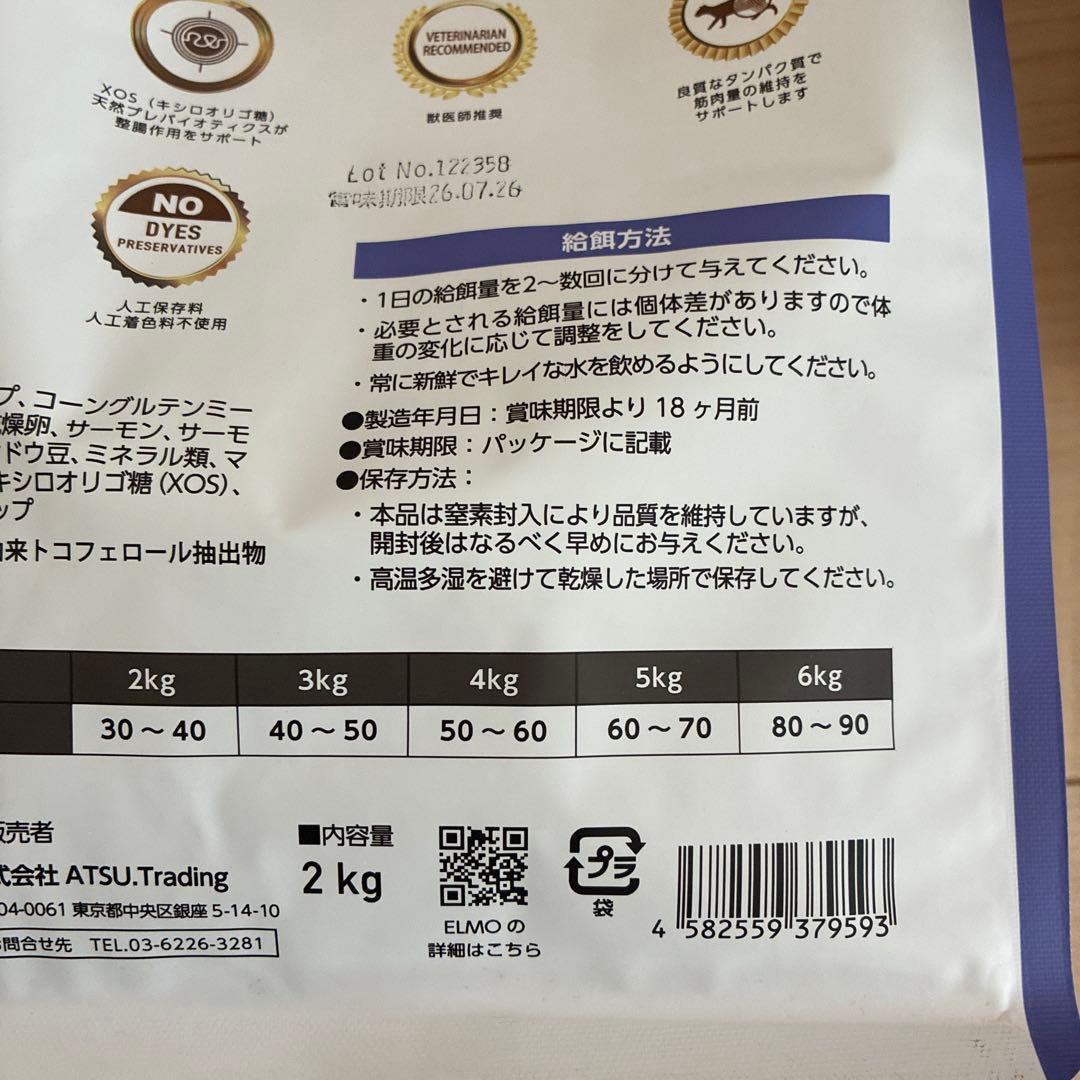 XOS（キシロオリゴ糖）
天然プレバイオティクスが
整腸作用をサポート
VETERINARIAN
RECOMMENDED
獣医師推奨
良質なタンパク質で
筋肉量の維持を
サポートします
Lot No.122358
賞味期限26.07.26
NO
DYES
PRESERVATIVES
人工保存料
人工着色料不使用
給餌方法
・1日の給餌量を2〜数回に分けて与えてください。
・必要とされる給餌量には個体差がありますので体
重の変化に応じて調整をしてください。
・常に新鮮でキレイな水を飲めるようにしてください。
●製造年月日：賞味期限より 18 ヶ月前
●賞味期限：パッケージに記載
●保存方法：
・本品は窒素封入により品質を維持していますが、
開封後はなるべく早めにお与えください。
・高温多湿を避けて乾燥した場所で保存してください。
プ、コーングルテンミー
燥卵、サーモン、サーモ
ドウ豆、ミネラル類、マ
キシロオリゴ糖（XOS）、
ップ
由来トコフェロール抽出物
2kg 3kg 4kg 5kg 6kg
30〜40 40〜50 50〜60 60〜70 80〜90
販売者
式会社 ATSU.Trading
04-0061 東京都中央区銀座 5-14-10
問合せ先 TEL.03-6226-3281
■内容量
2 kg
ELMO の
詳細はこちら
プラ
袋
4 582559 379593